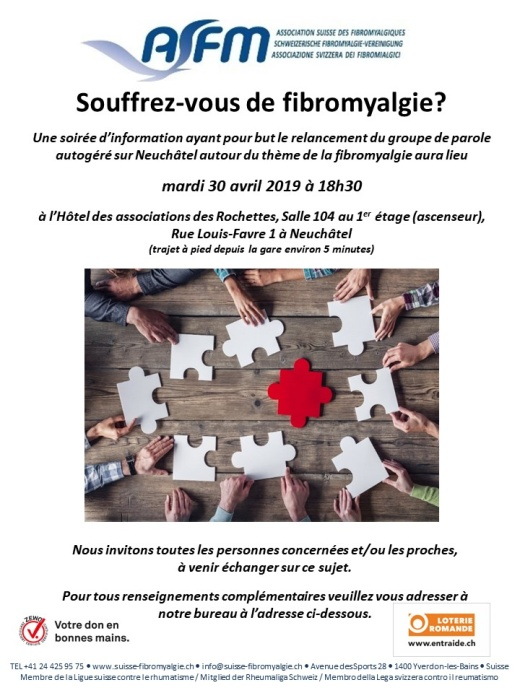 ASFM
ASSOCIATION SUISSE DES FIBROMYALGIQUES
SCHWEIZERISCHE FIBROMYALGIE-VEREINIGUNG
ASSOCIAZIONE SVIZZERA DEI FIBROMIALGICI
Souffrez-vous de fibromyalgie?
Une soirée d'information ayant pour but le relancement du groupe de parole
autogéré sur Neuchâtel autour du thème de la fibromyalgie aura lieu
mardi 30 avril 2019 à 18h30
à l'Hôtel des associations des Rochettes, Salle 104 au 1er étage (ascenseur),
Rue Louis-Favre 1 à Neuchâtel
(trajet à pied depuis la gare environ 5 minutes)
Nous invitons toutes les personnes concernées et/ou les proches,
à venir échanger sur ce sujet.
Pour tous renseignements complémentaires veuillez vous adresser à
notre bureau à l'adresse ci-dessous.
ZEWO
Votre don en
bonnes mains.
LOTERIE
ROMANDE
www.entraide.ch
TEL +41 24 425 95 75 • www.suisse-fibromyalgie.ch • info@suisse-fibromyalgie.ch • Avenue des Sports 28 • 1400 Yverdon-les-Bains • Suisse
Membre de la Ligue suisse contre le rhumatisme / Mitglied der Rheumaliga Schweiz / Membro della Lega svizzera contro il reumatismo